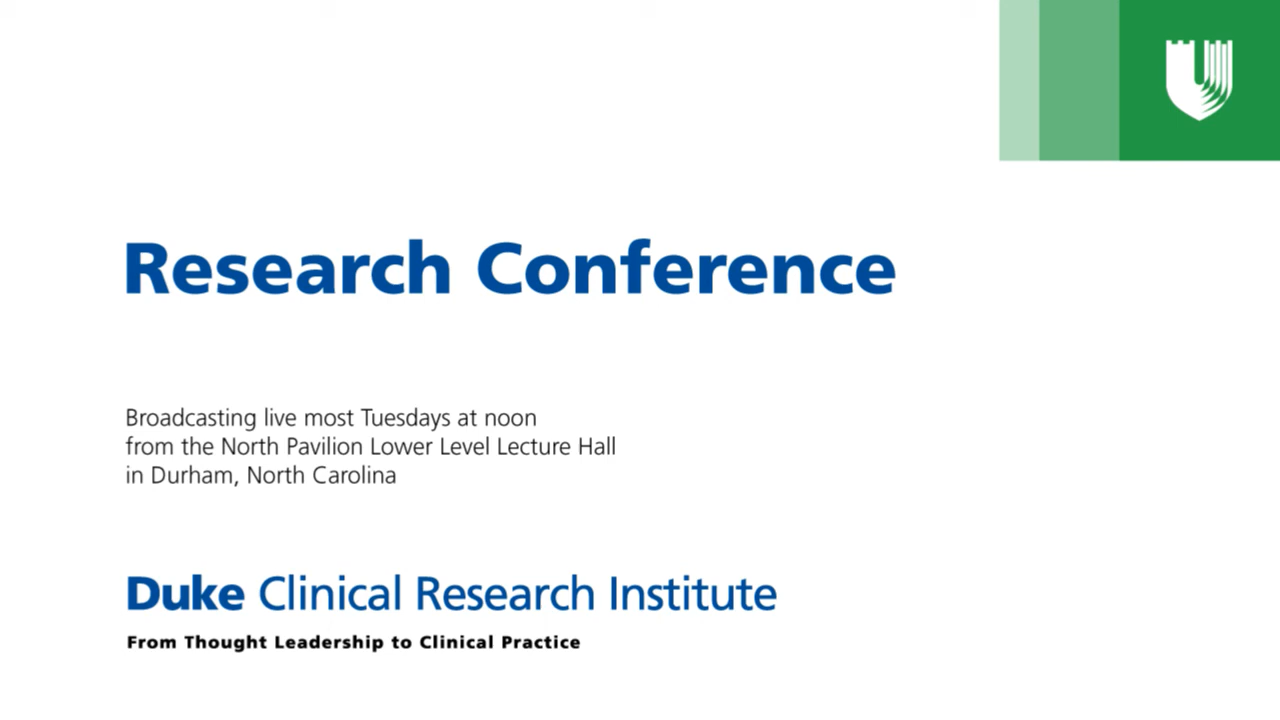 Research Conference
Broadcasting live most Tuesdays at noon
from the North Pavilion Lower Level Lecture Hall
in Durham, North Carolina
Duke Clinical Research Institute
From Thought Leadership to Clinical Practice